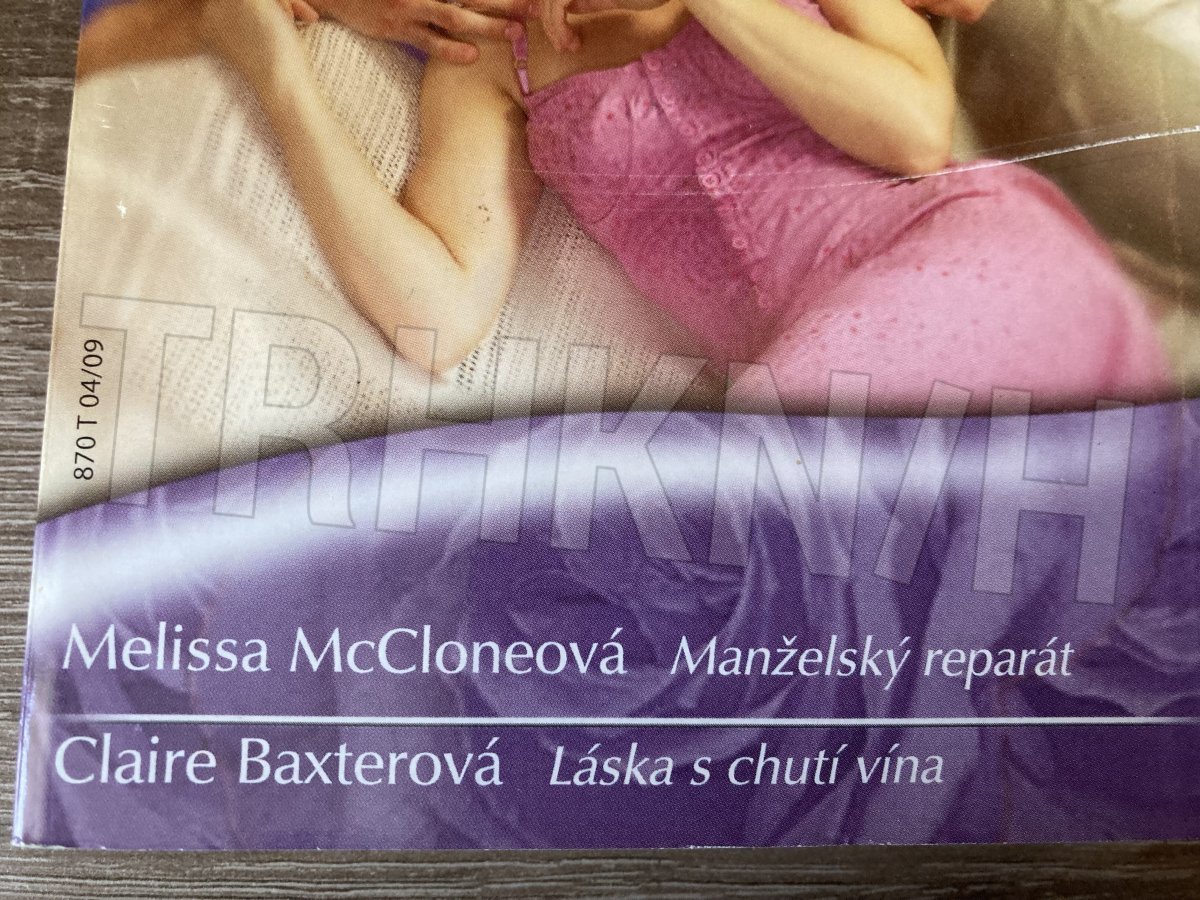 870 T 04/09
TRHKNIH
Melissa McCloneová Manželský reparát
Claire Baxterová Láska s chutí vína